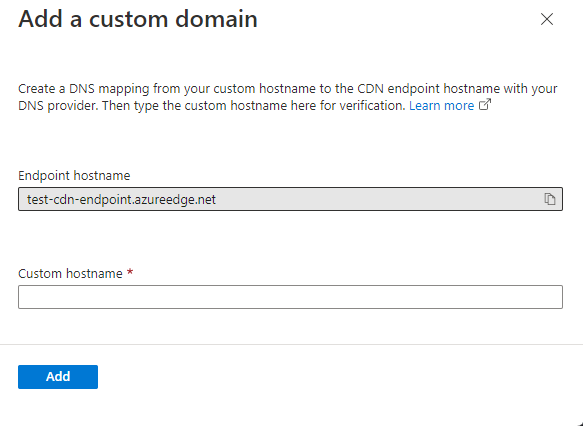 Add a custom domain
Create a DNS mapping from your custom hostname to the CDN endpoint hostname with your
DNS provider. Then type the custom hostname here for verification. Learn more
Endpoint hostname
test-cdn-endpoint.azureedge.net
Custom hostname *
Add